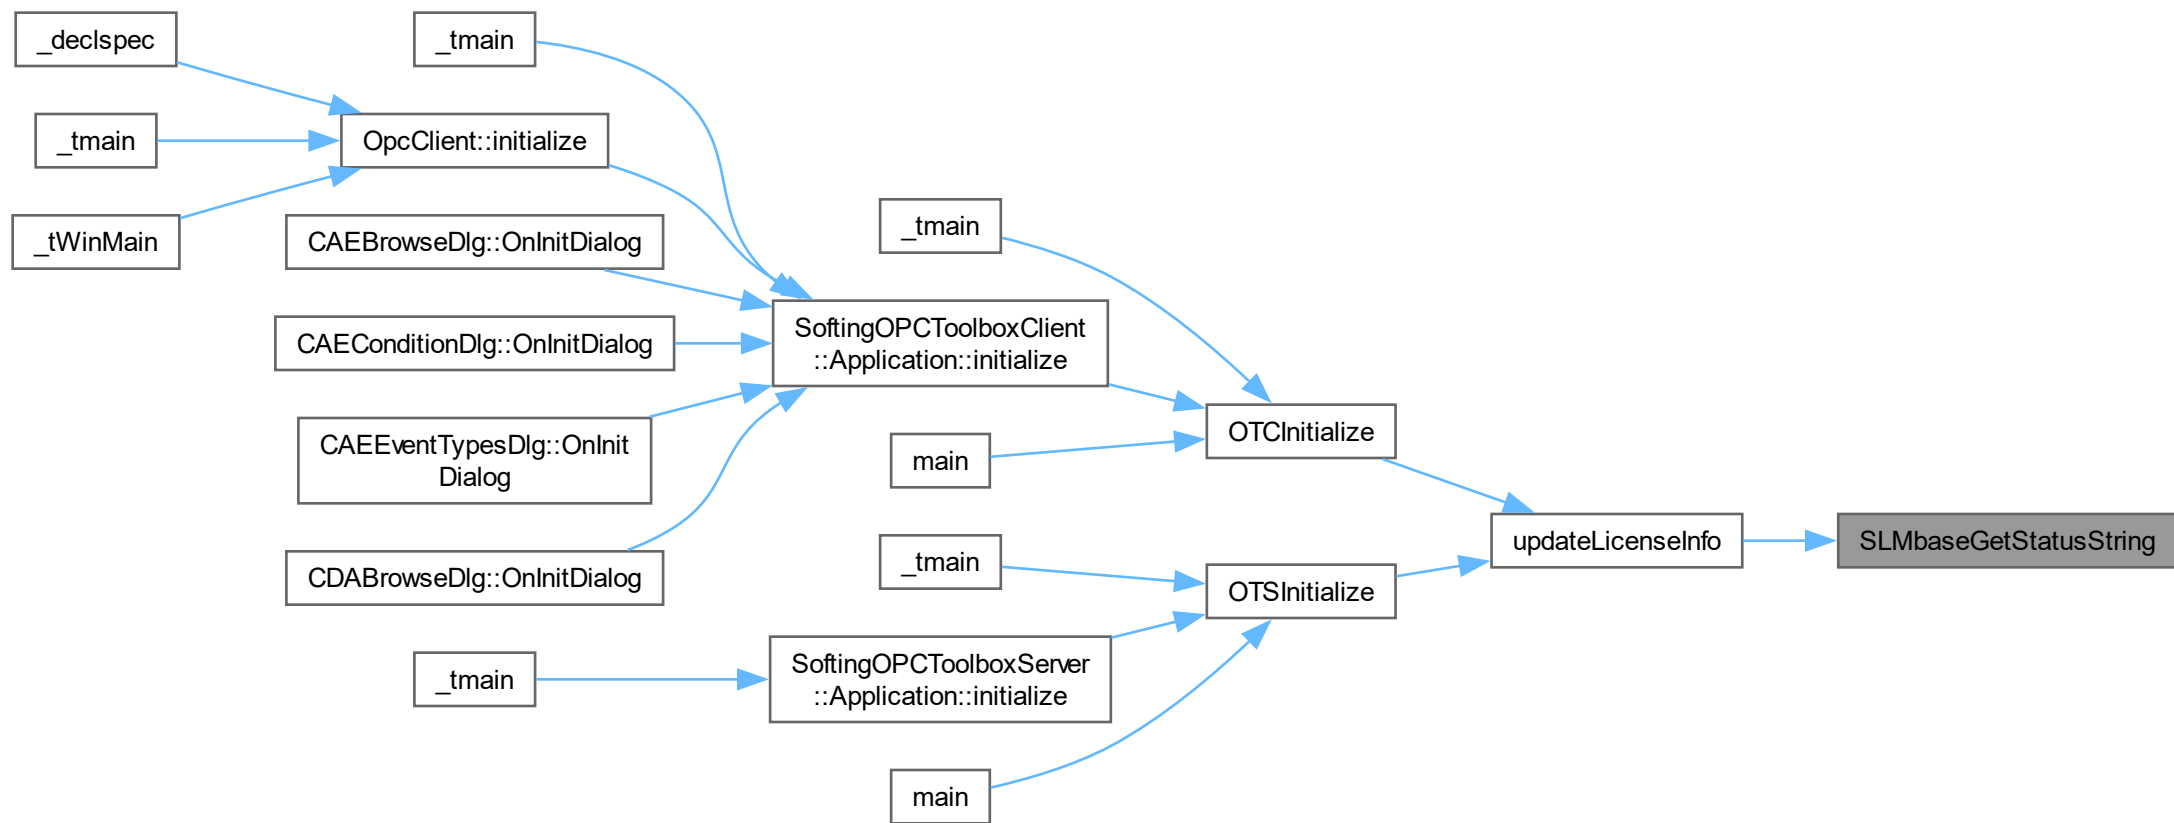 _declspec
_tmain
_tmain
OpcClient::initialize
_tWinMain
CAEBrowseDlg::OnInitDialog
_tmain
SoftingOPCToolboxClient
::Application::initialize
CAEConditionDlg::OnInitDialog
CAEEventTypesDlg::OnInit
Dialog
OTCInitialize
main
CDABrowseDlg::OnInitDialog
_tmain
updateLicenseInfo
SLMbaseGetStatusString
OTSInitialize
_tmain
SoftingOPCToolboxServer
::Application::initialize
main